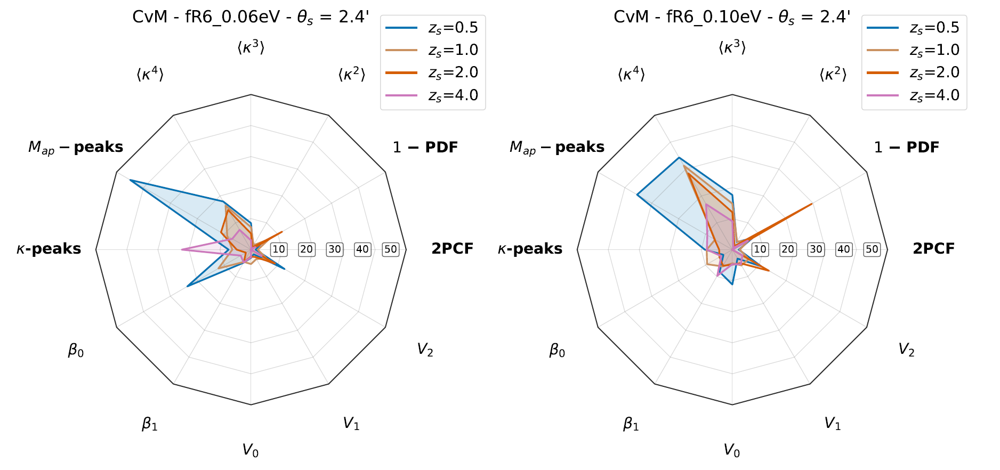 CvM - fR6_0.06eV - θₛ = 2.4'
zₛ=0.5
zₛ=1.0
zₛ=2.0
zₛ=4.0
⟨κ³⟩
⟨κ⁴⟩
⟨κ²⟩
M_ap − peaks
1 − PDF
κ-peaks
10 20 30 40 50
2PCF
β₀
V₂
β₁
V₁
V₀
CvM - fR6_0.10eV - θₛ = 2.4'
zₛ=0.5
zₛ=1.0
zₛ=2.0
zₛ=4.0
⟨κ³⟩
⟨κ⁴⟩
⟨κ²⟩
M_ap − peaks
1 − PDF
κ-peaks
10 20 30 40 50
2PCF
β₀
V₂
β₁
V₁
V₀